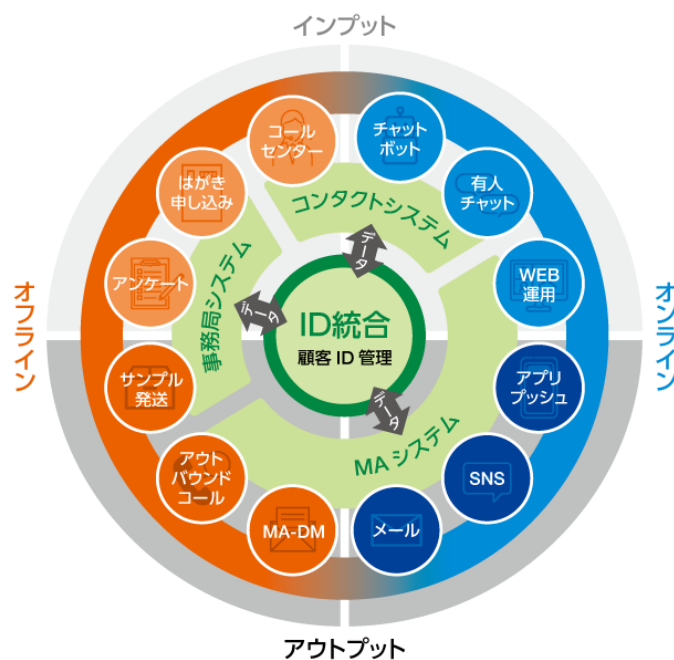 インプット
コール
センター
チャット
ボット
はがき
申し込み
有人
チャット
コンタクトシステム
データ
アンケート
WEB
運用
事務局システム
データ
ID統合
顧客 ID 管理
オフライン
オンライン
サンプル
発送
アプリ
プッシュ
データ
MA システム
アウト
バウンド
コール
SNS
MA-DM
メール
アウトプット